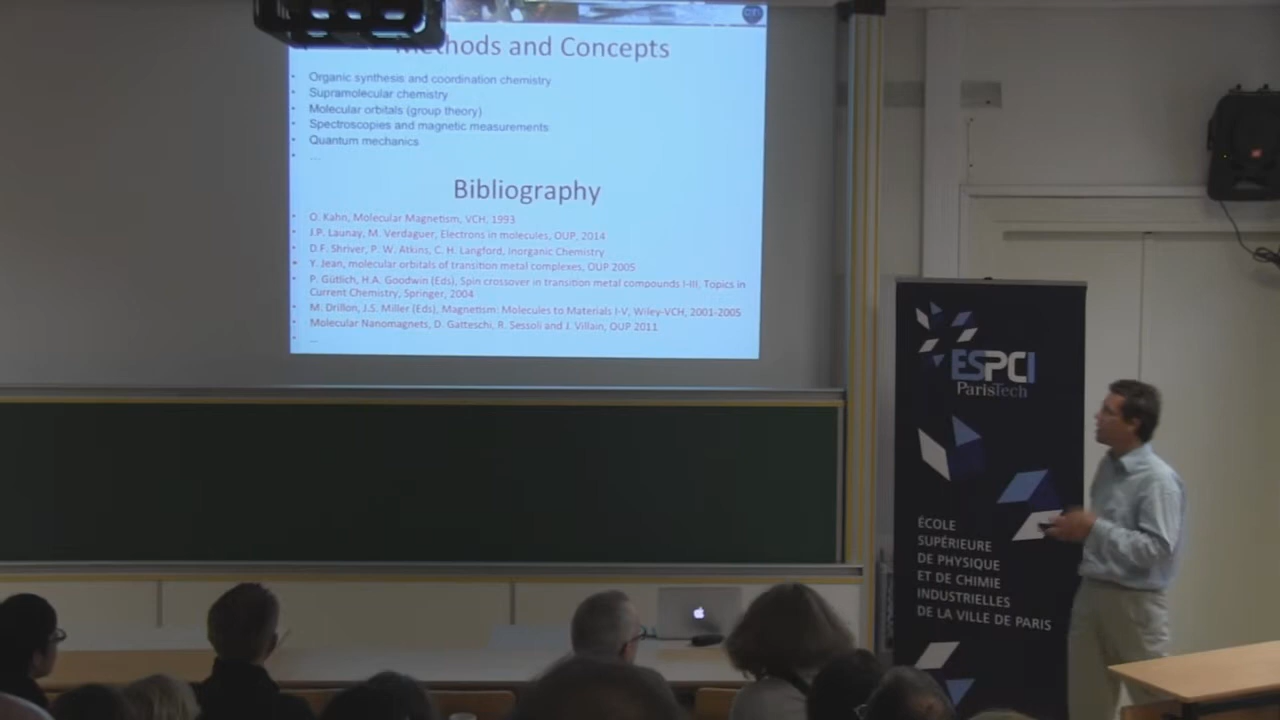 Methods and Concepts
• Organic synthesis and coordination chemistry
• Supramolecular chemistry
• Molecular orbitals (group theory)
• Spectroscopies and magnetic measurements
• Quantum mechanics
• ...
Bibliography
• O. Kahn, Molecular Magnetism, VCH, 1993
• J.P. Launay, M. Verdaguer, Electrons in molecules, OUP, 2014
• D.F. Shriver, P. W. Atkins, C. H. Langford, Inorganic Chemistry
• Y. Jean, molecular orbitals of transition metal complexes, OUP 2005
• P. Gütlich, H.A. Goodwin (Eds), Spin crossover in transition metal compounds I-III, Topics in
Current Chemistry, Springer, 2004
• M. Drillon, J.S. Miller (Eds), Magnetism: Molecules to Materials I-V, Wiley-VCH, 2001-2005
• Molecular Nanomagnets, D. Gatteschi, R. Sessoli and J. Villain, OUP 2011
• ...
ESPCI
ParisTech
ÉCOLE
SUPÉRIEURE
DE PHYSIQUE
ET DE CHIMIE
INDUSTRIELLES
DE LA VILLE DE PARIS